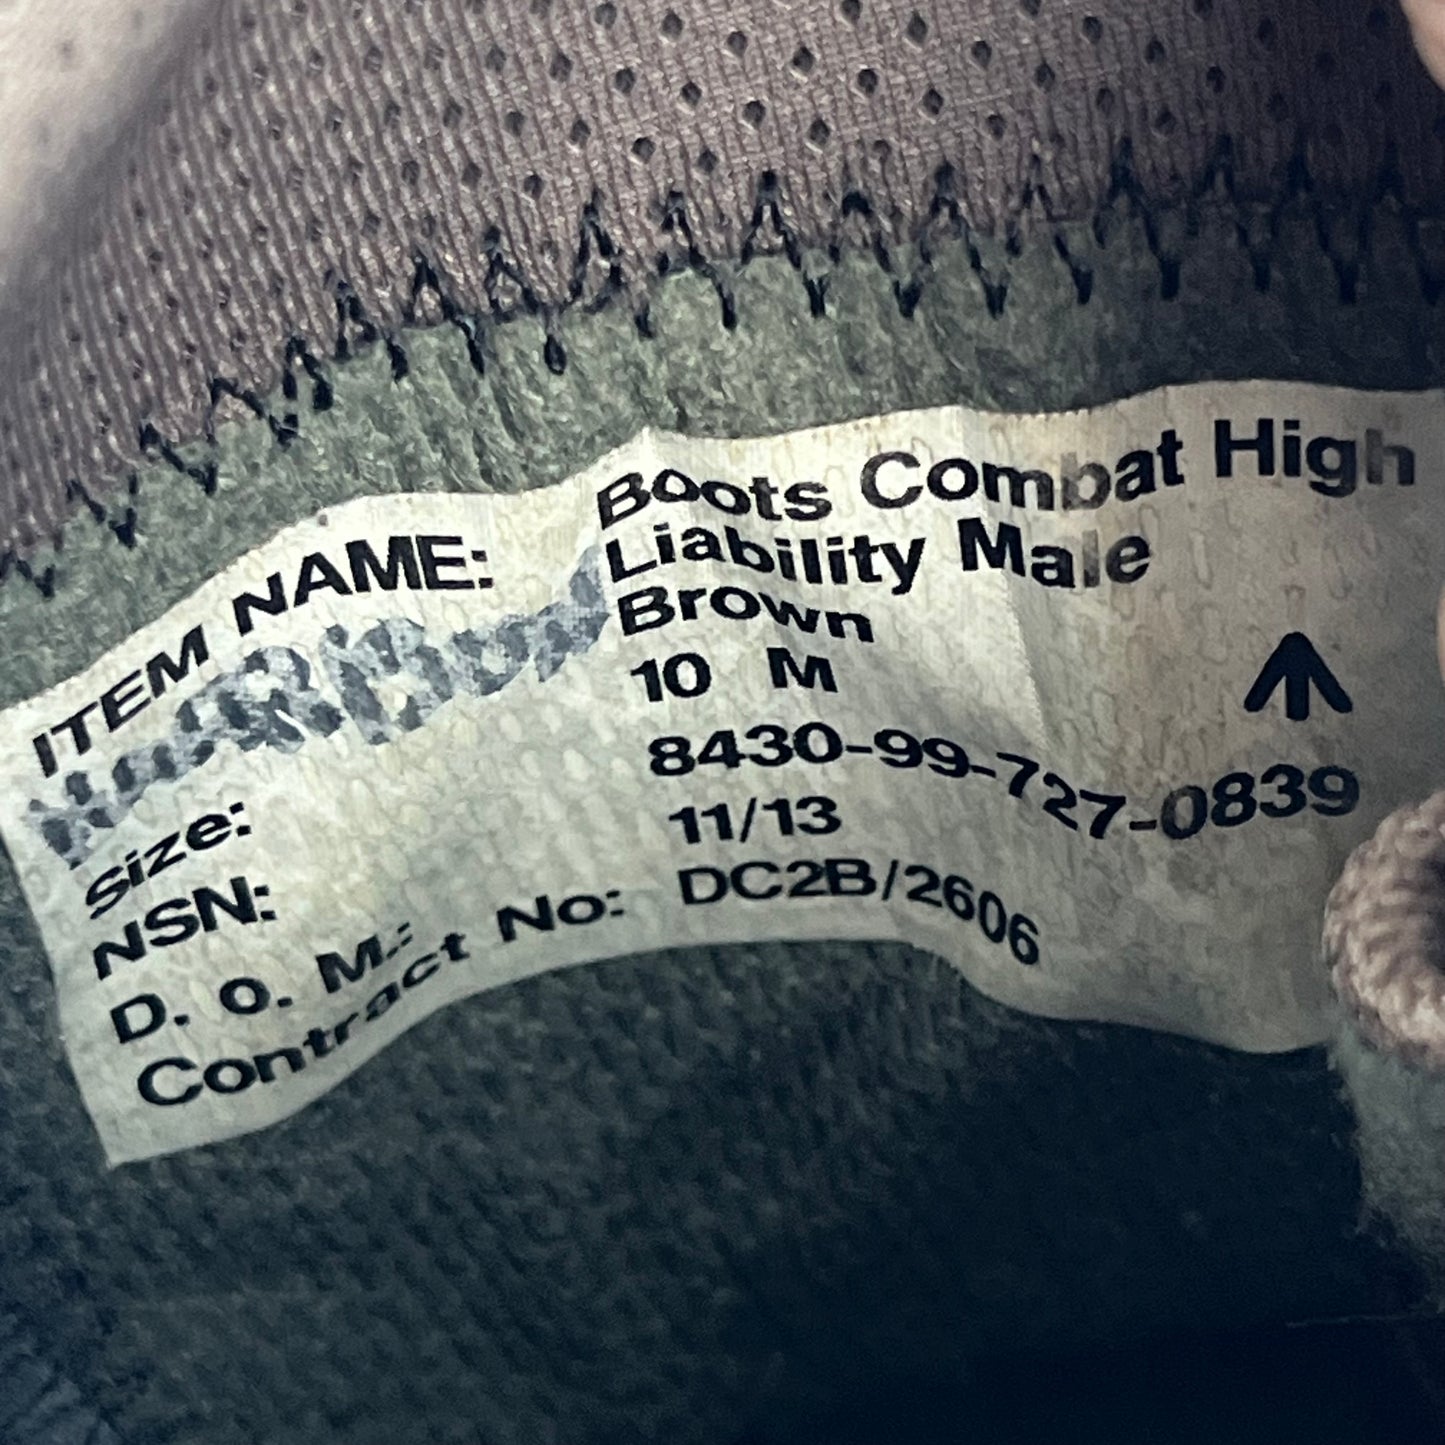 ITEM NAME: Boots Combat High
Liability Male
Brown
Size: 10 M
NSN: 8430-99-727-0839
D. O. M.: 11/13
Contract No: DC2B/2606